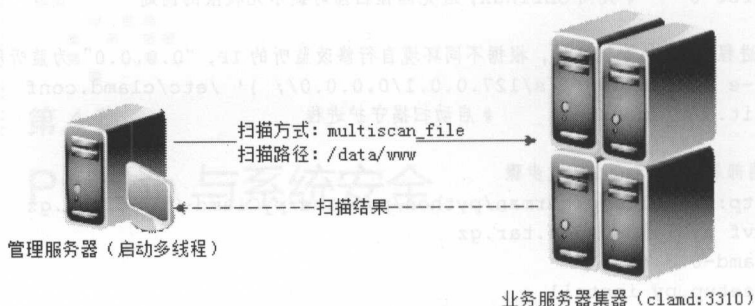 扫描方式: multiscan_file
扫描路径: /data/www
扫描结果
管理服务器（启动多线程）
业务服务器集器（clamd:3310）